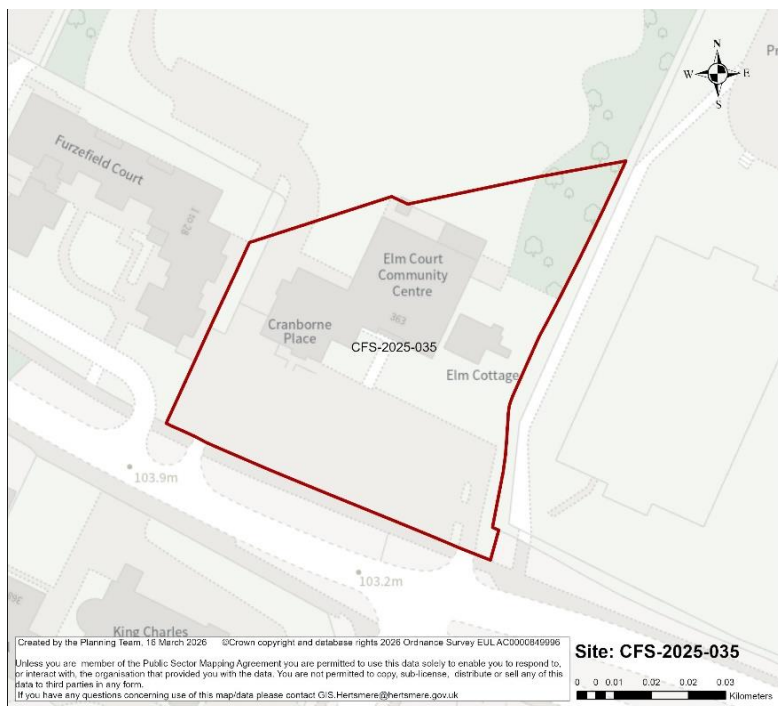 N
W E
S
Pr
Furzefield Court
1 to 28
Elm Court
Community
Centre
363
Cranborne
Place
CFS-2025-035
Elm Cottage
103.9m
103.2m
King Charles
Created by the Planning Team, 16 March 2026 ©Crown copyright and database rights 2026 Ordnance Survey EUL AC0000849996
Unless you are member of the Public Sector Mapping Agreement you are permitted to use this data solely to enable you to respond to,
or interact with, the organisation that provided you with the data. You are not permitted to copy, sub-license, distribute or sell any of this
data to third parties in any form.
If you have any questions concerning use of this map/data please contact GIS.Hertsmere@hertsmere.gov.uk
Site: CFS-2025-035
0 0 0.01 0.02 0.02 0.03
Kilometers